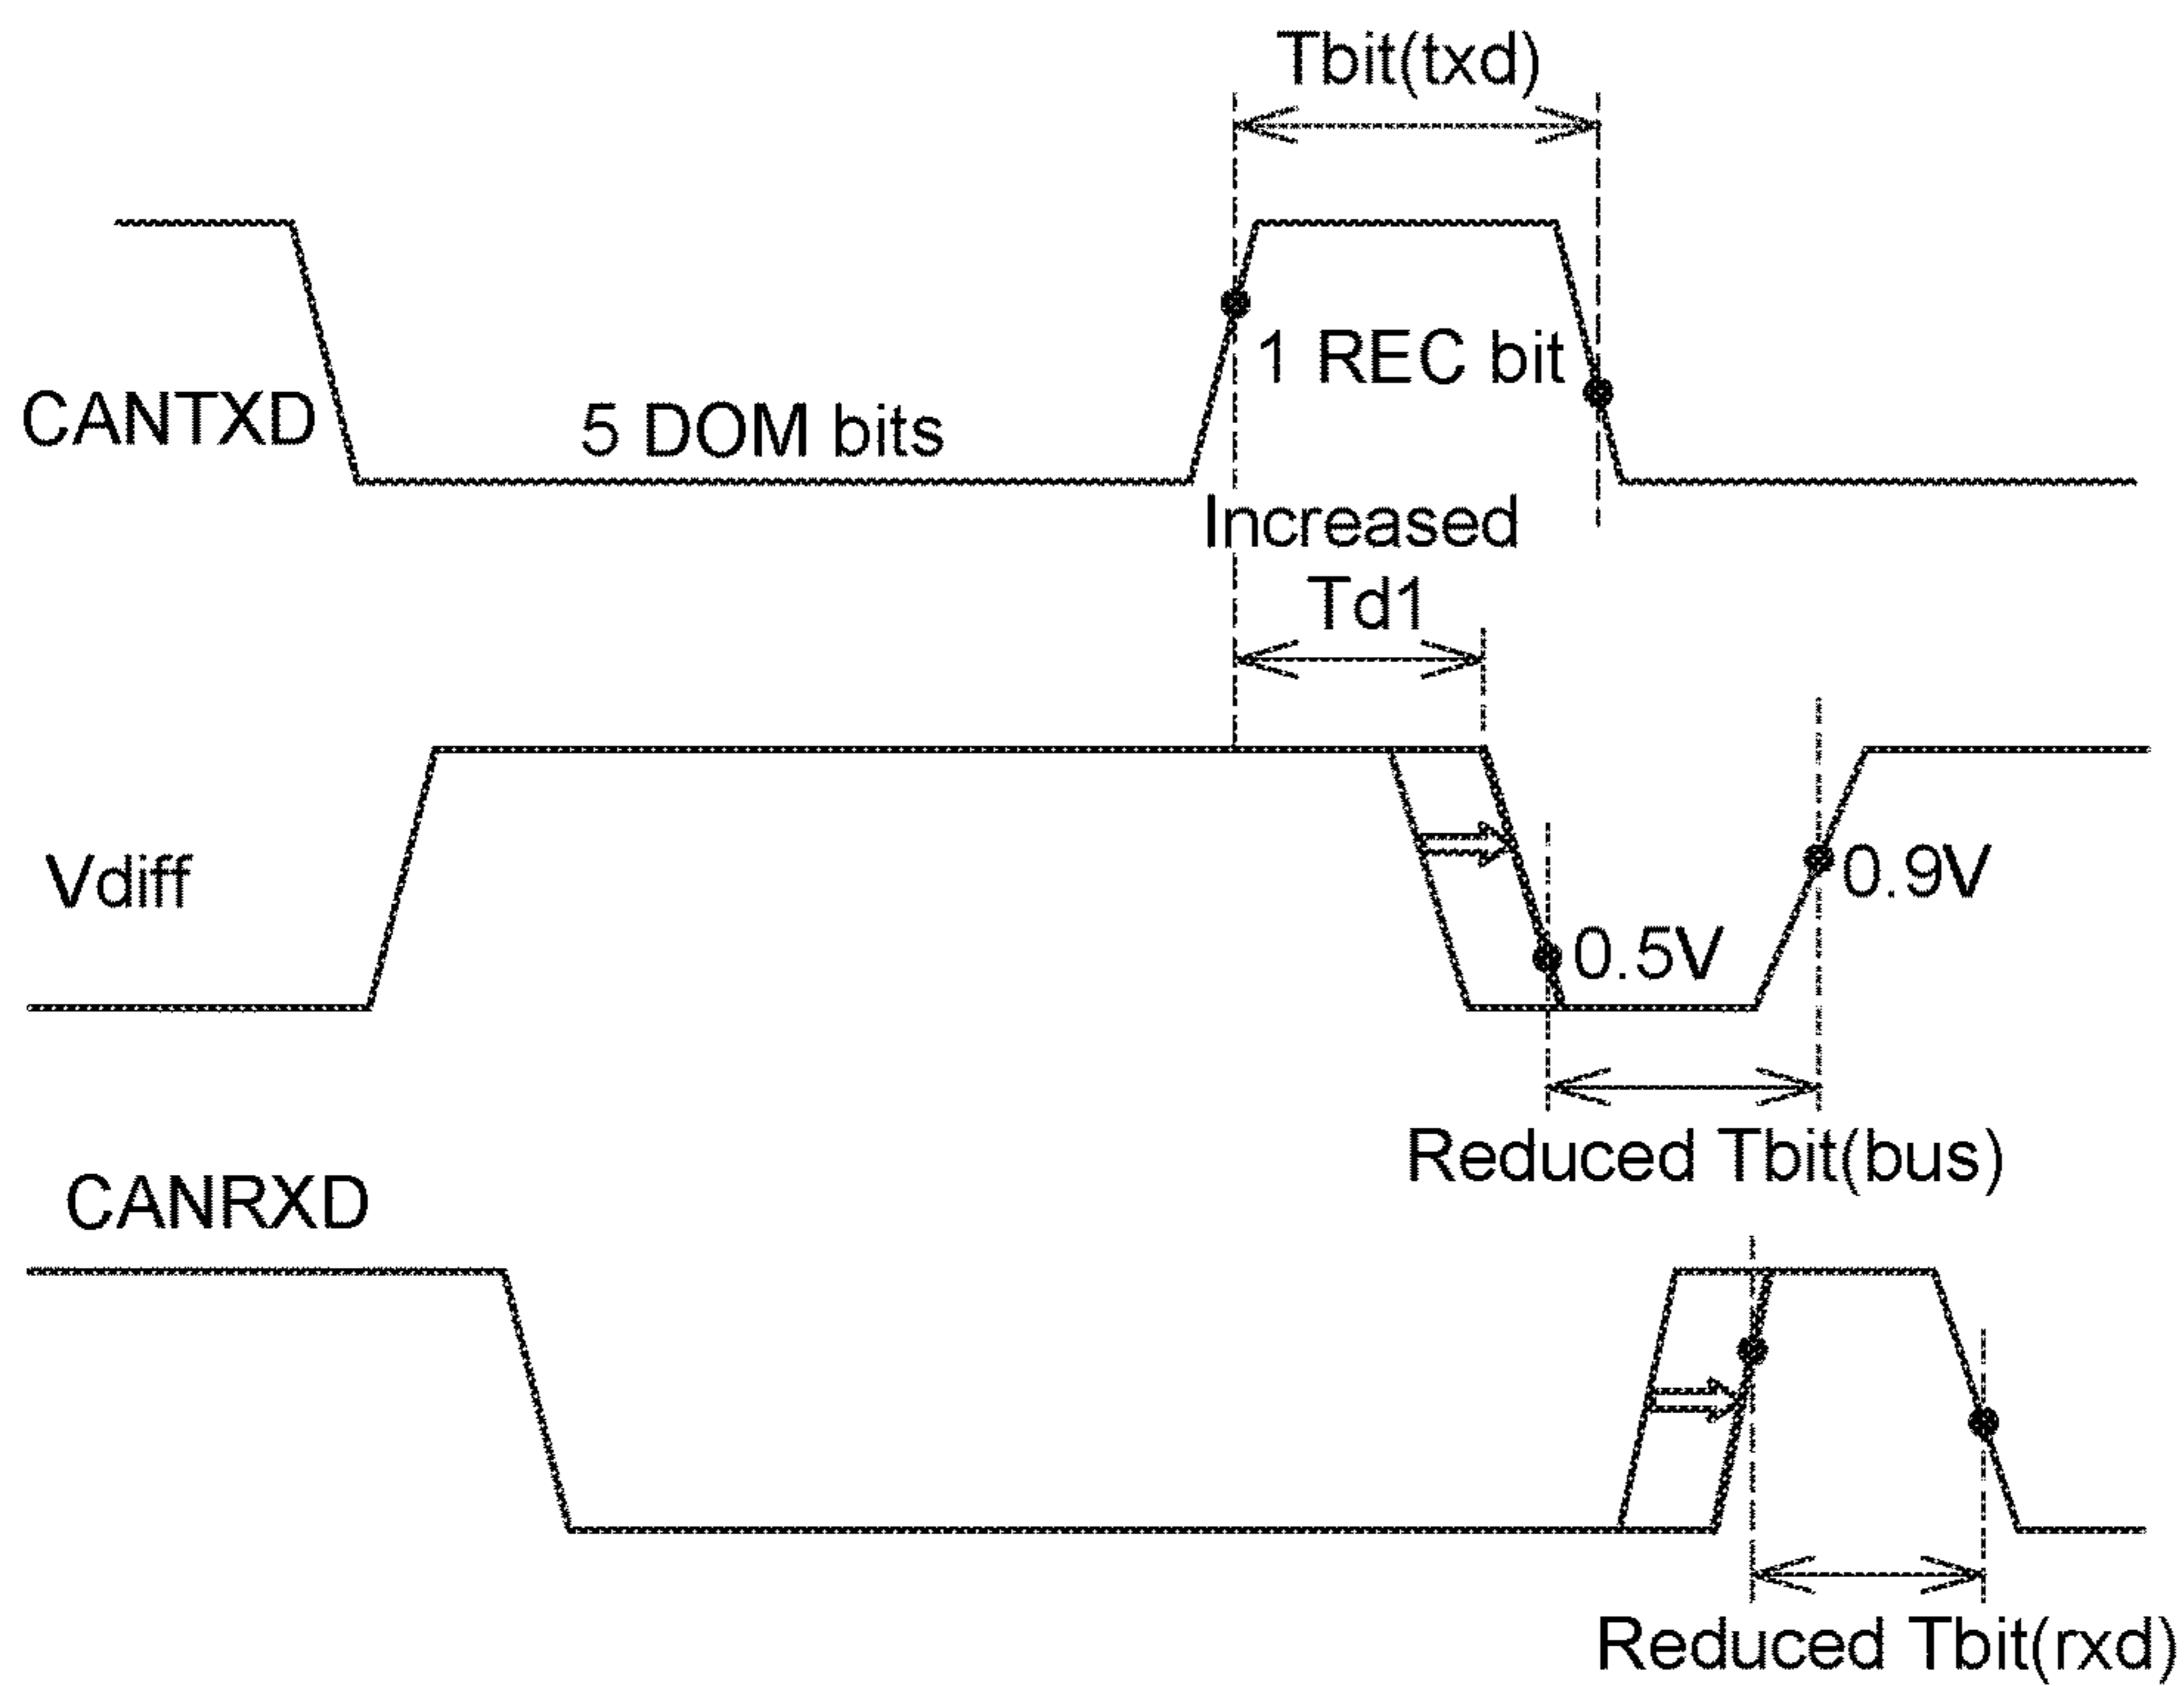 Tbit(txd)
1 REC bit
CANTXD
5 DOM bits
Increased
Td1
Vdiff
0.9V
0.5V
Reduced Tbit(bus)
CANRXD
Reduced Tbit(rxd)